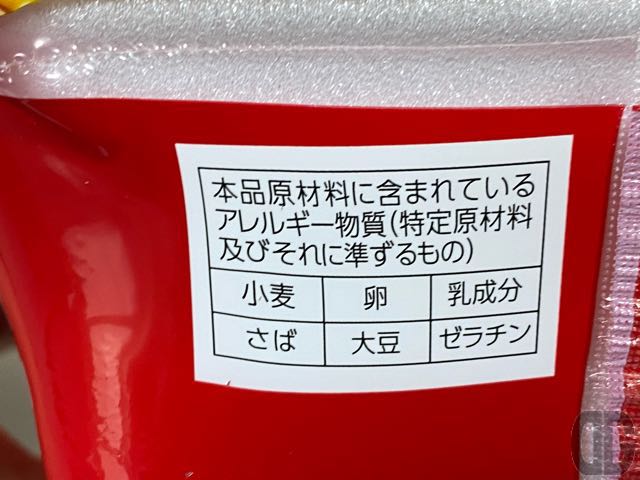 本品原材料に含まれている
アレルギー物質(特定原材料
及びそれに準ずるもの)
小麦 卵 乳成分
さば 大豆 ゼラチン